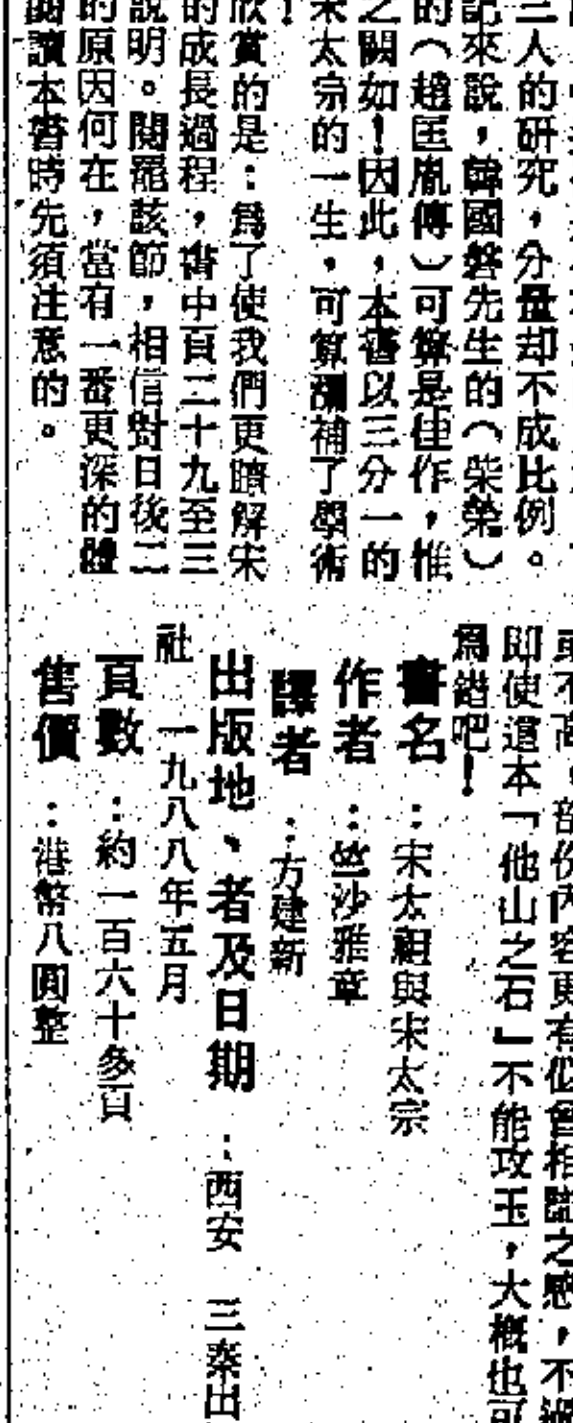 三人的研究，分量却不成比例。
記來說，韓國磐先生的︵柴榮︶
的︵趙匡胤傳︶可算是佳作，惟
之闕如！因此，本書以三分一的
宋太宗的一生，可算彌補了學術
！
欣賞的是：爲了使我們更瞭解宋
的成長過程，書中頁二十九至三
說明。閱罷該節，相信對日後二
的原因何在，當有一番更深的體
閱讀本書時先須注意的。
或不高，部份內容更有似曾相識之感，不過
即使這本「他山之石」不能攻玉，大概也可
爲錯吧！
書名：宋太祖與宋太宗
作者：竺沙雅章
譯者：方建新
出版地、者及日期：西安 三秦出
社 一九八八年五月
頁數：約一百六十多頁
售價：港幣八圓整